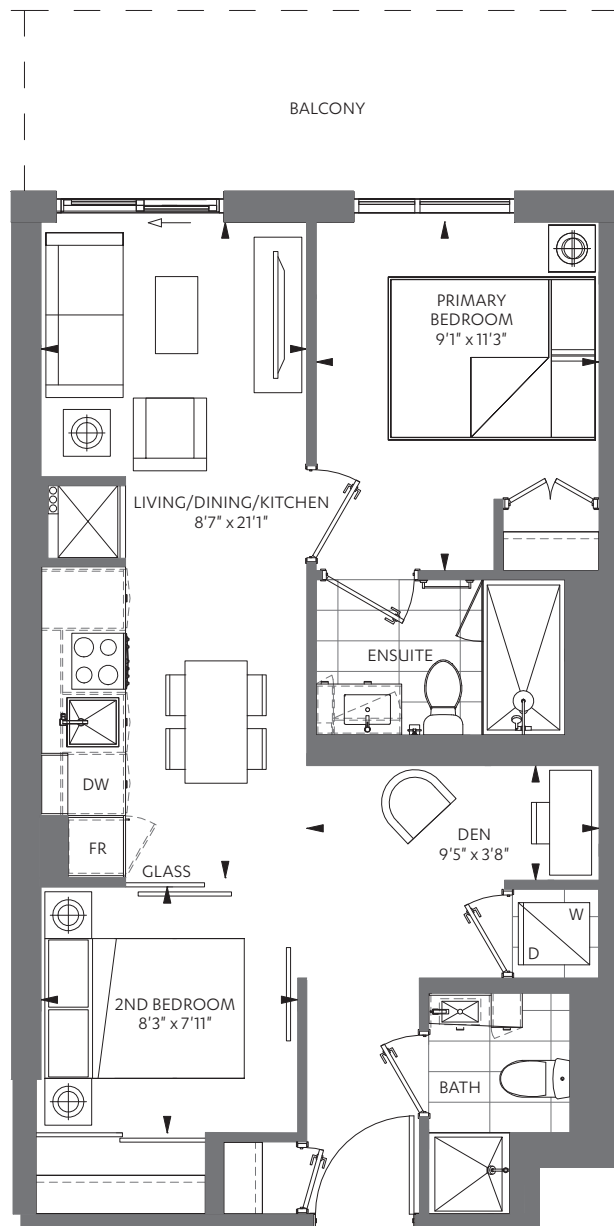 BALCONY
PRIMARY
BEDROOM
9'1" x 11'3"
LIVING/DINING/KITCHEN
8'7" x 21'1"
ENSUITE
DW
FR
GLASS
DEN
9'5" x 3'8"
W
D
2ND BEDROOM
8'3" x 7'11"
BATH